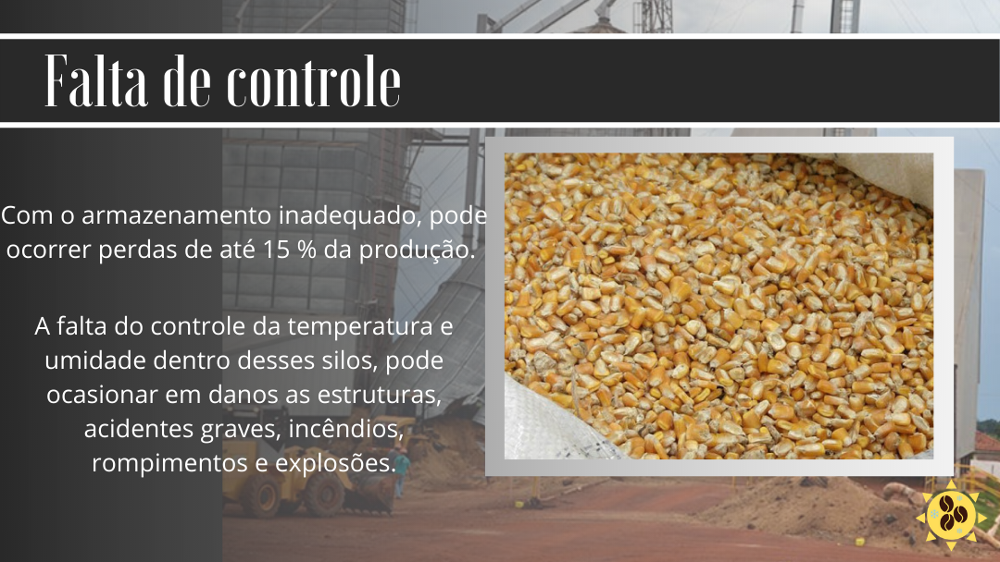 Falta de controle
Com o armazenamento inadequado, pode
ocorrer perdas de até 15 % da produção.
A falta do controle da temperatura e
umidade dentro desses silos, pode
ocasionar em danos as estruturas,
acidentes graves, incêndios,
rompimentos e explosões.